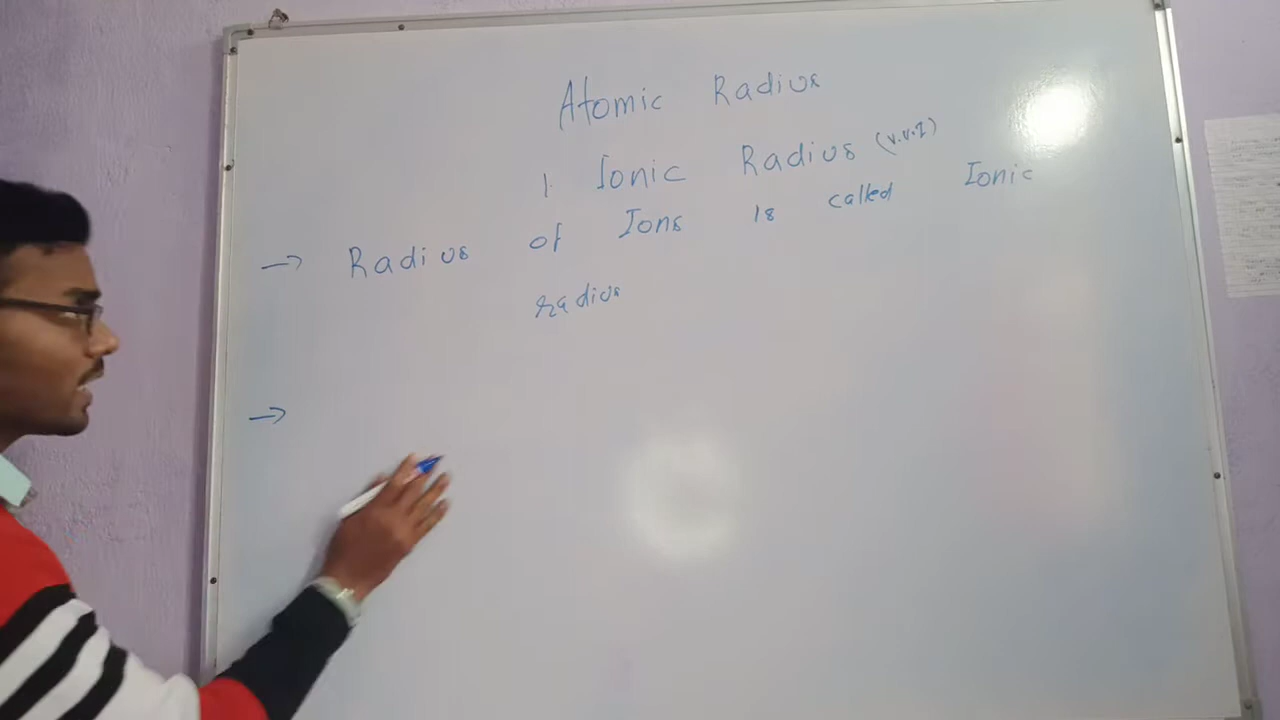 Atomic Radius
1. Ionic Radius (v.v.I)
→ Radius of Ions is called Ionic
radius
→